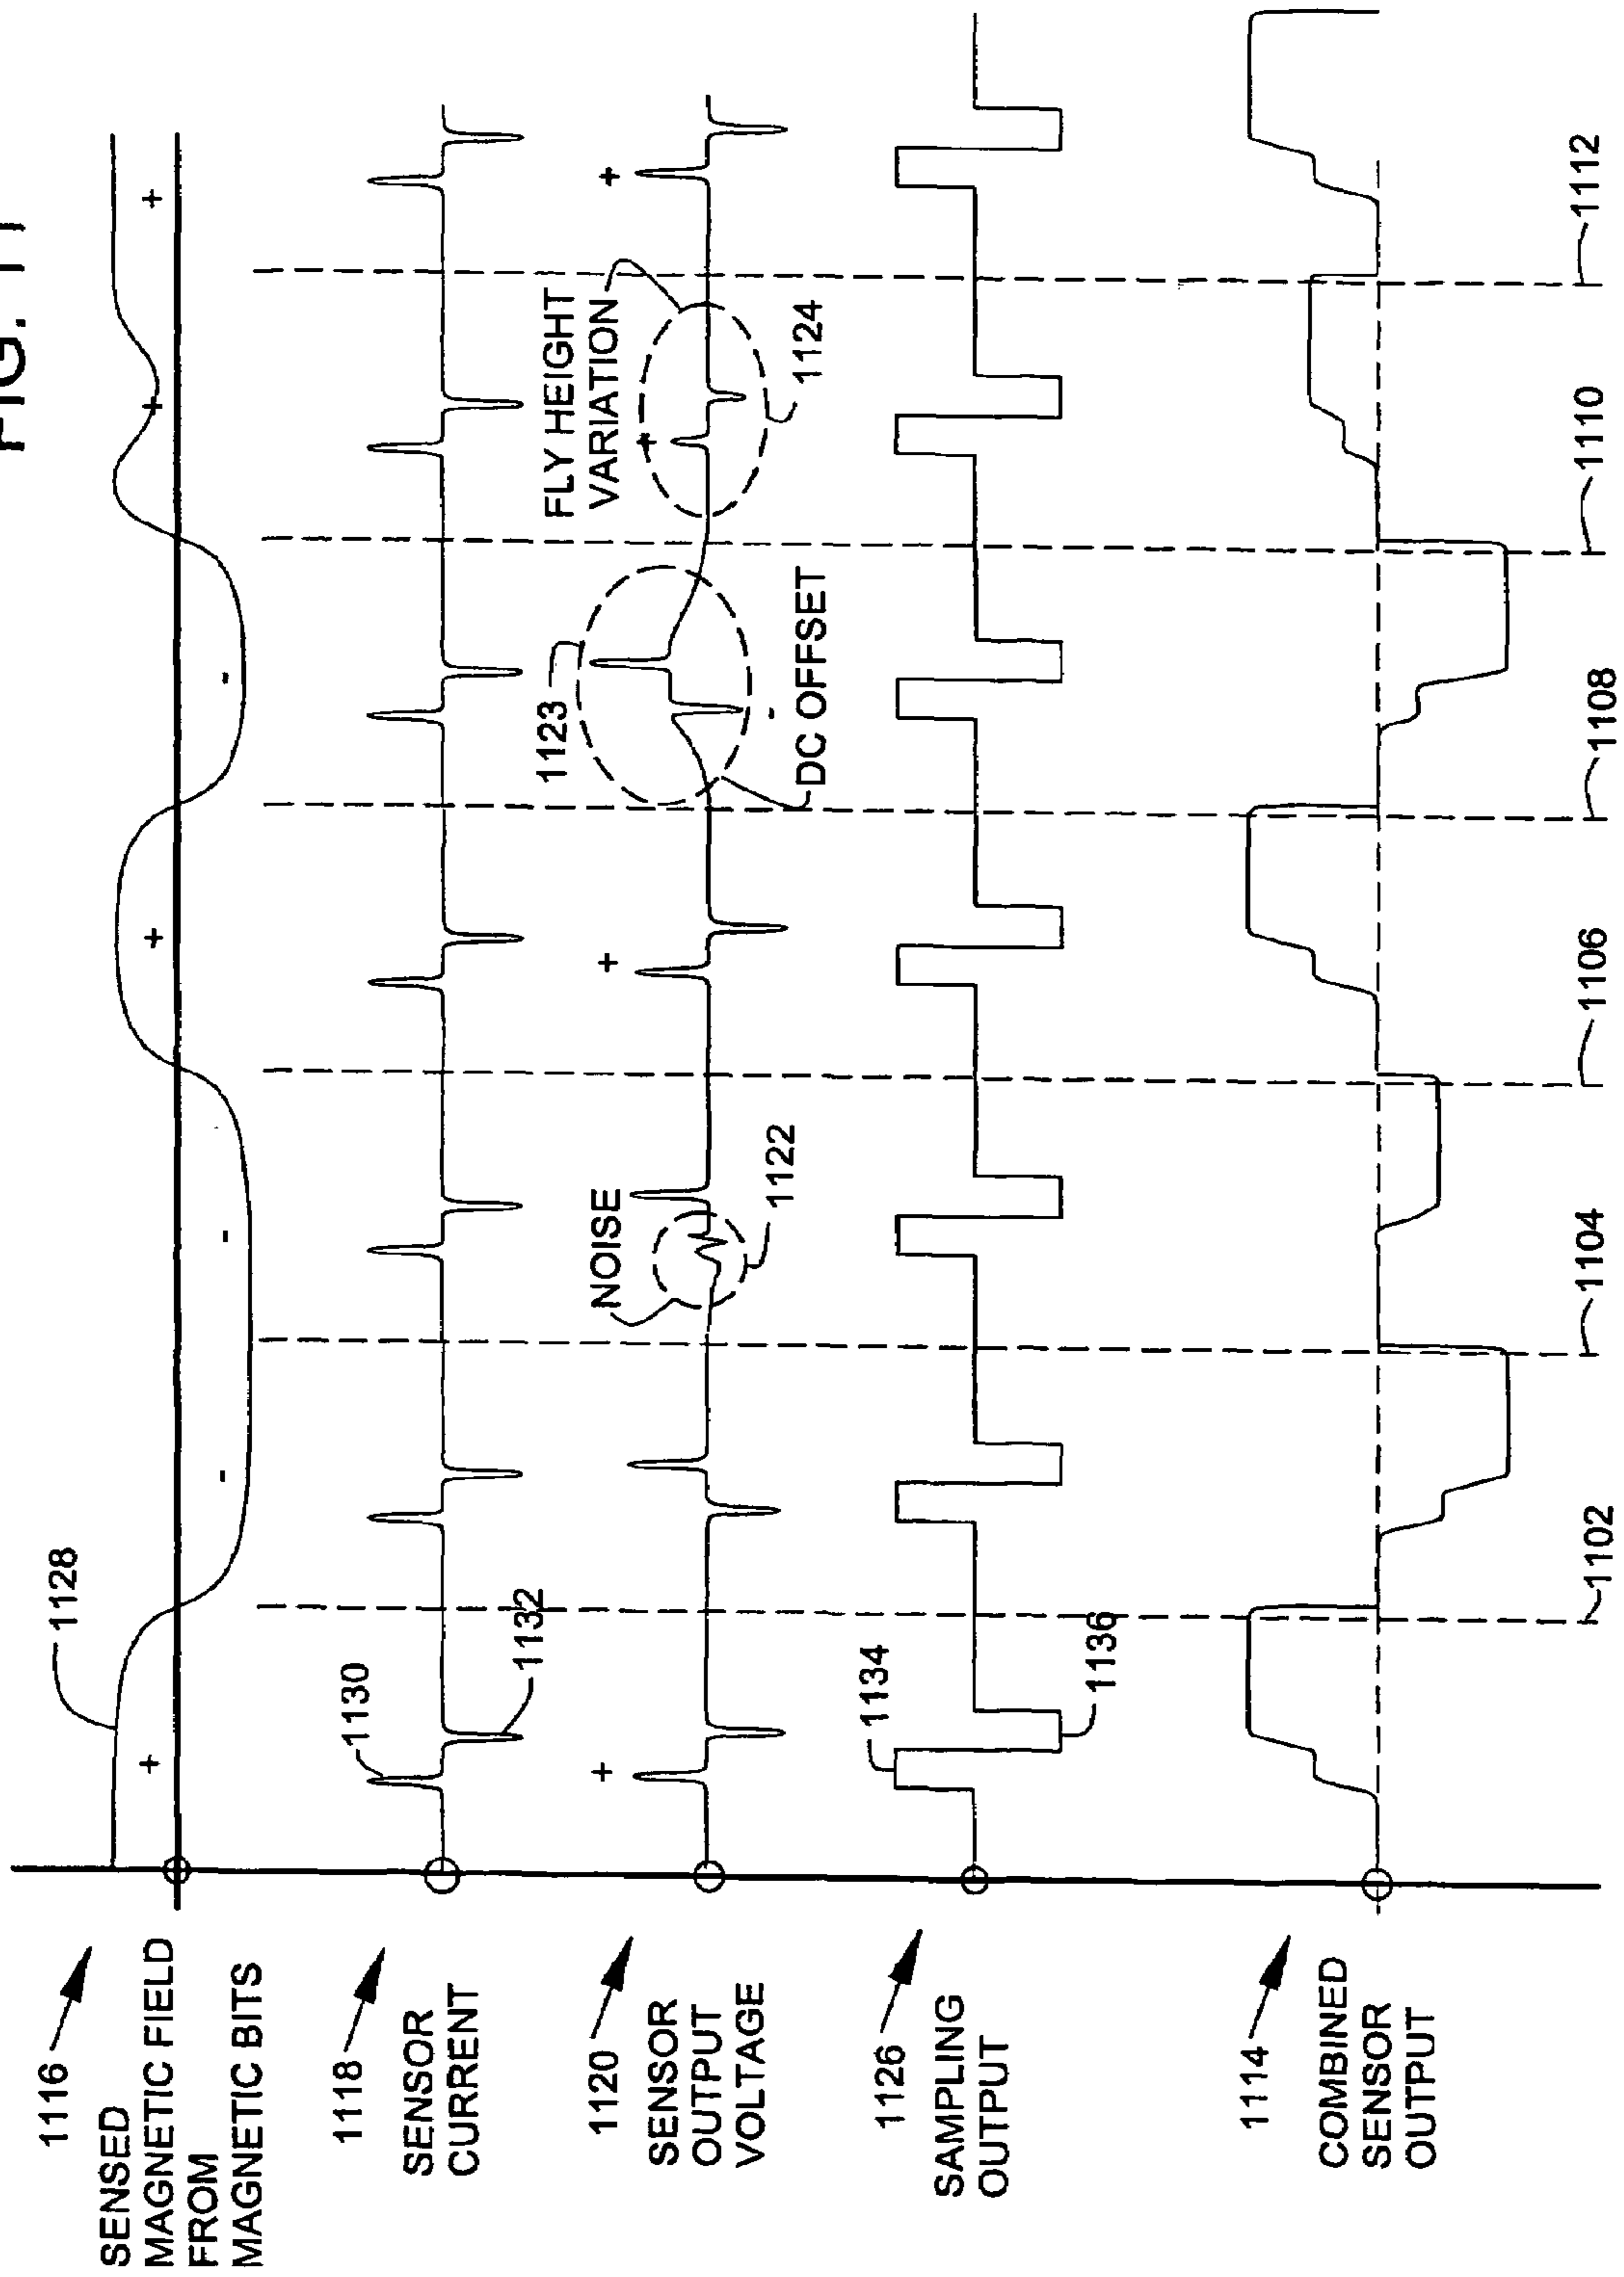 FIG. 11
1116
SENSED
MAGNETIC FIELD
FROM
MAGNETIC BITS
1128
+
-
-
+
-
+
+
1118
SENSOR
CURRENT
1130
1132
1120
SENSOR
OUTPUT
VOLTAGE
+
NOISE
1122
+
1123
-
DC OFFSET
FLY HEIGHT
VARIATION
+
1124
+
1126
SAMPLING
OUTPUT
1134
1136
1114
COMBINED
SENSOR
OUTPUT
1102
1104
1106
1108
1110
1112